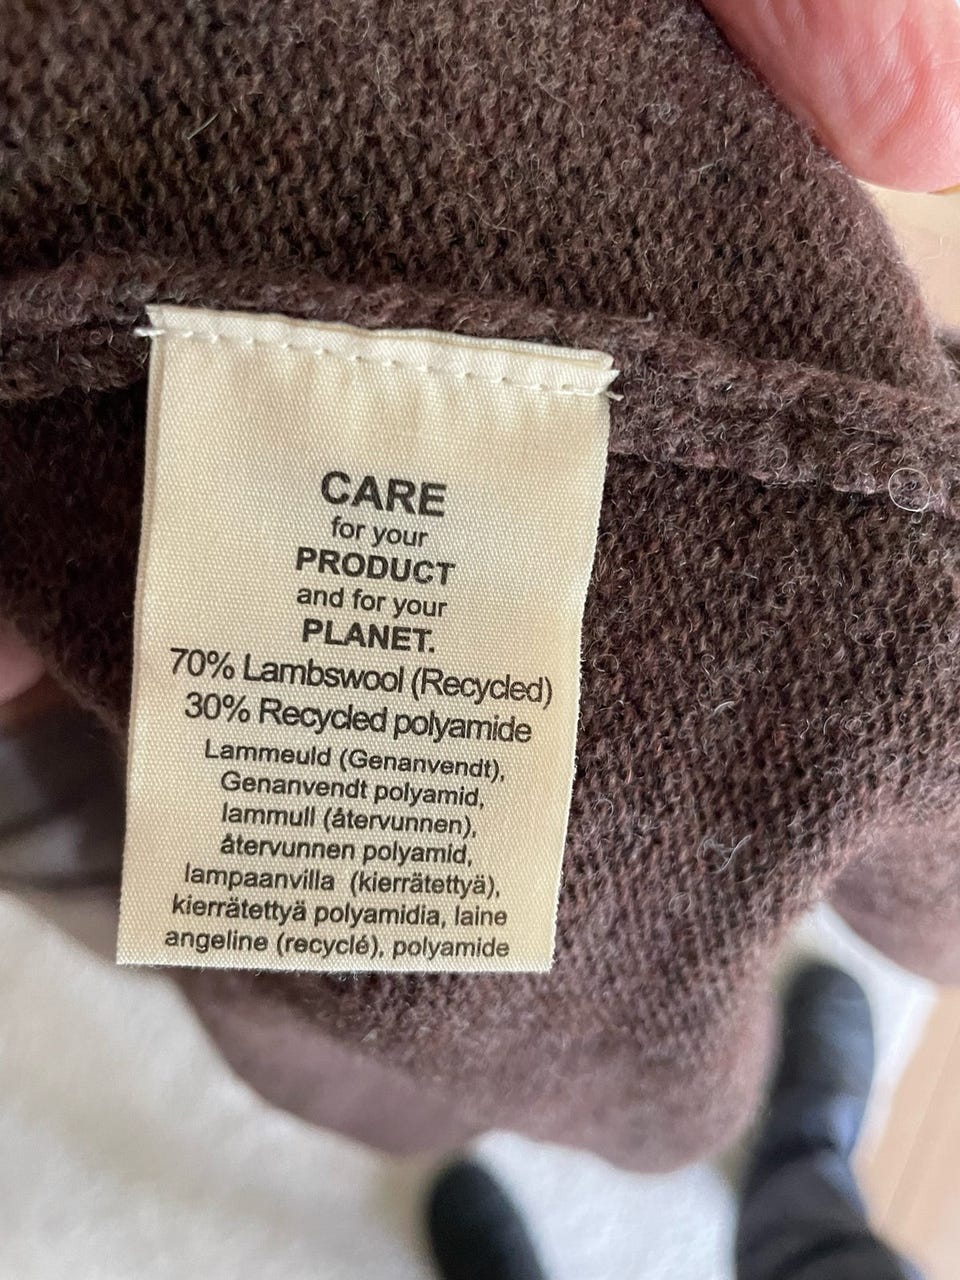 CARE
for your
PRODUCT
and for your
PLANET.
70% Lambswool (Recycled)
30% Recycled polyamide
Lammeuld (Genanvendt),
Genanvendt polyamid,
lammull (återvunnen),
återvunnen polyamid,
lampaanvilla (kierrätettyä),
kierrätettyä polyamidia, laine
angeline (recyclé), polyamide